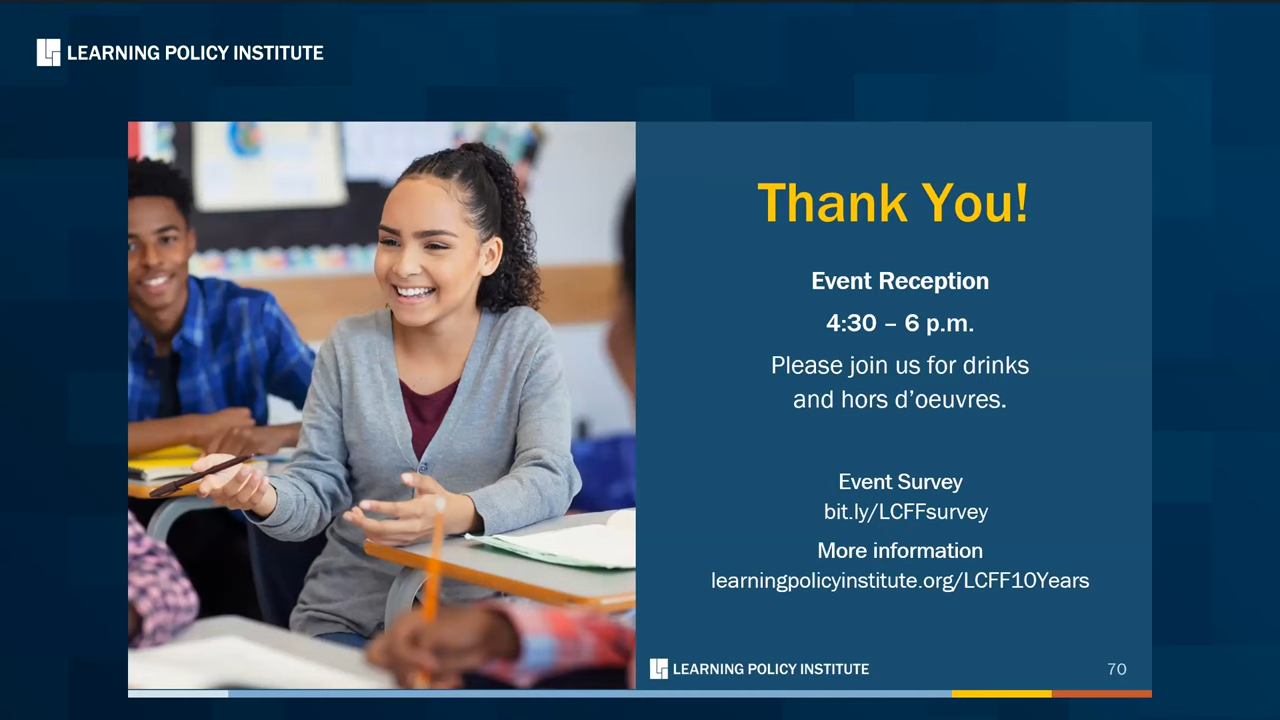 LEARNING POLICY INSTITUTE
Thank You!
Event Reception
4:30 – 6 p.m.
Please join us for drinks
and hors d’oeuvres.
Event Survey
bit.ly/LCFFsurvey
More information
learningpolicyinstitute.org/LCFF10Years
LEARNING POLICY INSTITUTE
70